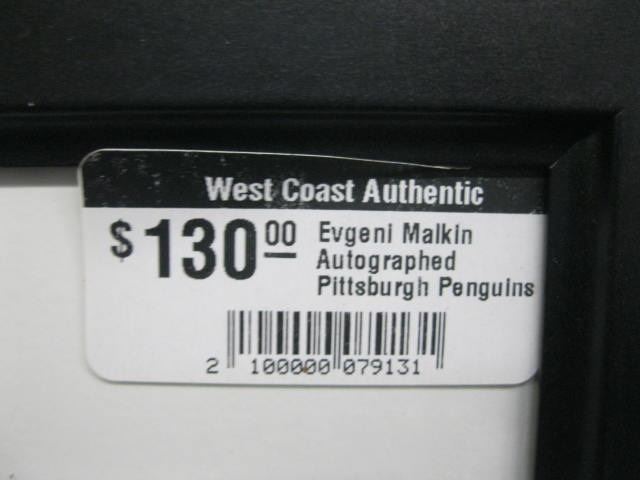 West Coast Authentic
$130.00 Evgeni Malkin
Autographed
Pittsburgh Penguins
2 100000 079131